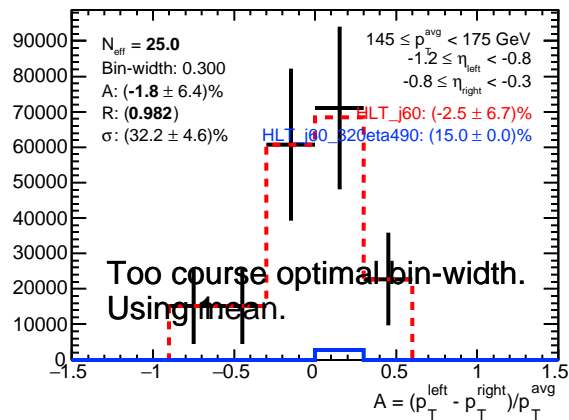 90000
80000
70000
60000
50000
40000
30000
20000
10000
0
N_eff = 25.0
Bin-width: 0.300
A: (-1.8 ± 6.4)%
R: (0.982)
σ: (32.2 ± 4.6)%
145 ≤ p_T^avg < 175 GeV
-1.2 ≤ η_left < -0.8
-0.8 ≤ η_right < -0.3
HLT_j60: (-2.5 ± 6.7)%
HLT_j60_320eta490: (15.0 ± 0.0)%
Too course optimal bin-width.
Using mean.
−1.5 −1 −0.5 0 0.5 1 1.5
A = (p_T^left - p_T^right)/p_T^avg